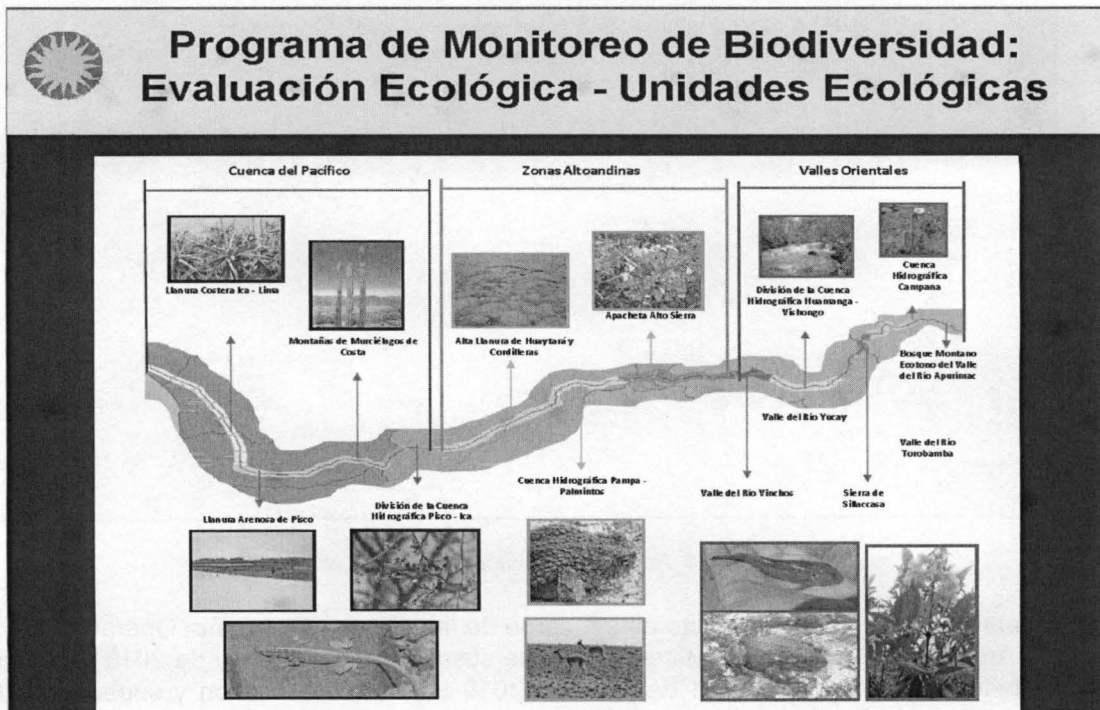 Programa de Monitoreo de Biodiversidad:
Evaluación Ecológica - Unidades Ecológicas
Cuenca del Pacífico
Zonas Altoandinas
Valles Orientales
Llanura Costera Ica - Lima
Montañas de Murciélagos de
Costa
Alta Llanura de Huaytará y
Cordilleras
Apacheta Alto Sierra
División de la Cuenca
Hidrográfica Huamanga -
Vishongo
Cuenca
Hidrográfica
Campana
Bosque Montano
Ecotono del Valle
del Río Apurimac
Valle del Río Yucay
Valle del Río
Torobamba
Llanura Arenosa de Pisco
División de la Cuenca
Hidrográfica Pisco - Ica
Cuenca Hidrográfica Pampa -
Palmintos
Valle del Río Vinchos
Sierra de
Sillaccasa